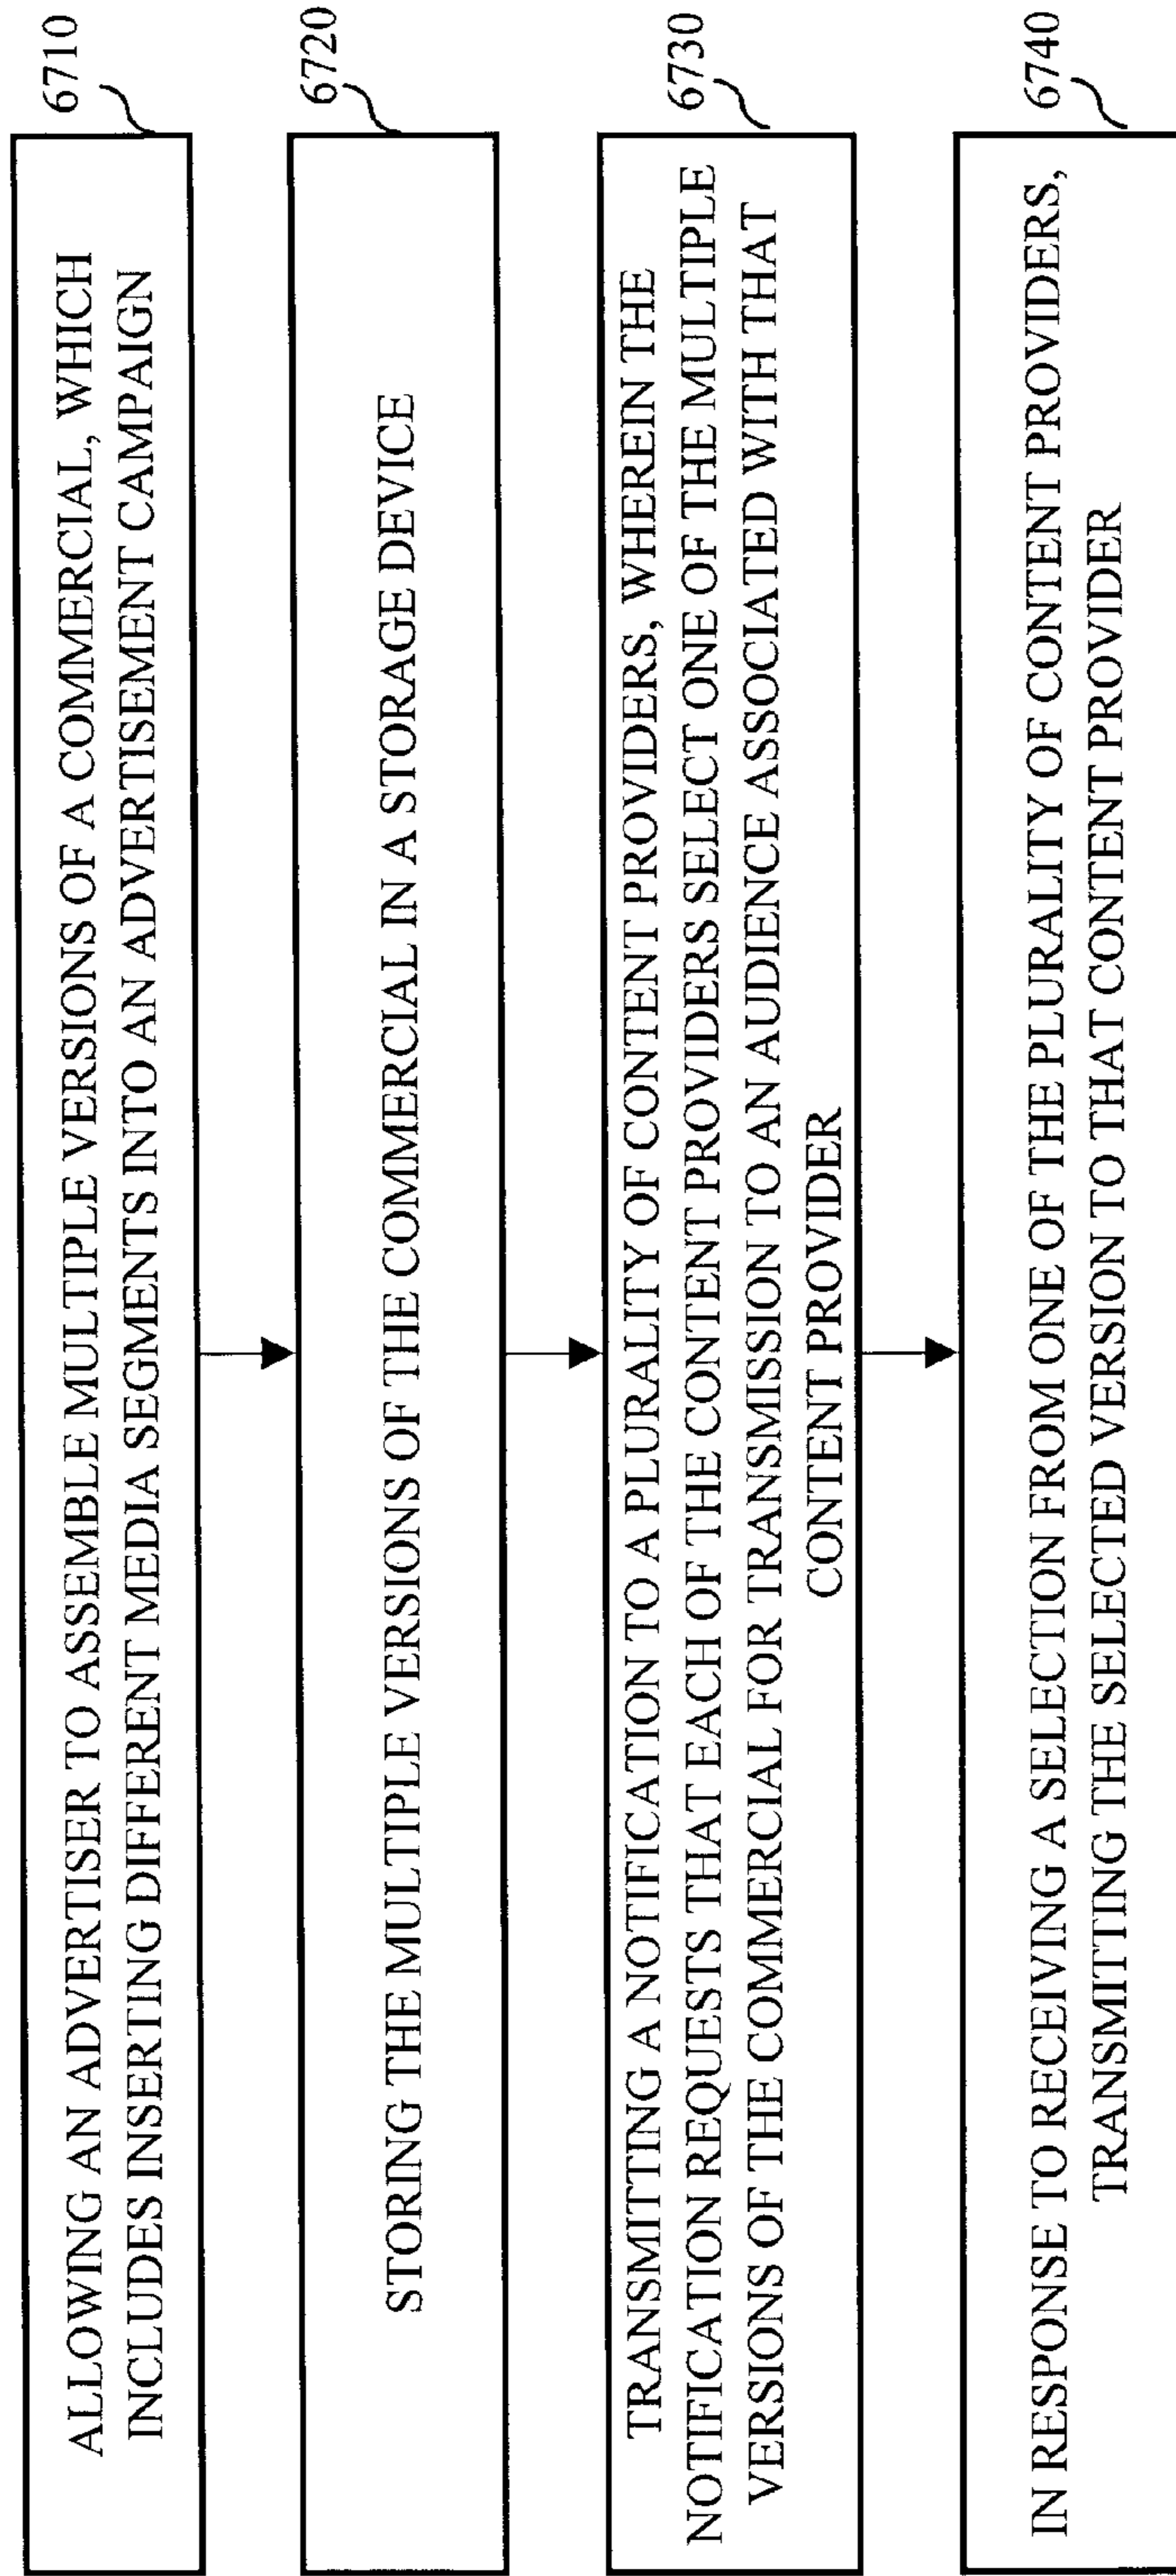 6710
ALLOWING AN ADVERTISER TO ASSEMBLE MULTIPLE VERSIONS OF A COMMERCIAL, WHICH
INCLUDES INSERTING DIFFERENT MEDIA SEGMENTS INTO AN ADVERTISEMENT CAMPAIGN
6720
STORING THE MULTIPLE VERSIONS OF THE COMMERCIAL IN A STORAGE DEVICE
6730
TRANSMITTING A NOTIFICATION TO A PLURALITY OF CONTENT PROVIDERS, WHEREIN THE
NOTIFICATION REQUESTS THAT EACH OF THE CONTENT PROVIDERS SELECT ONE OF THE MULTIPLE
VERSIONS OF THE COMMERCIAL FOR TRANSMISSION TO AN AUDIENCE ASSOCIATED WITH THAT
CONTENT PROVIDER
6740
IN RESPONSE TO RECEIVING A SELECTION FROM ONE OF THE PLURALITY OF CONTENT PROVIDERS,
TRANSMITTING THE SELECTED VERSION TO THAT CONTENT PROVIDER